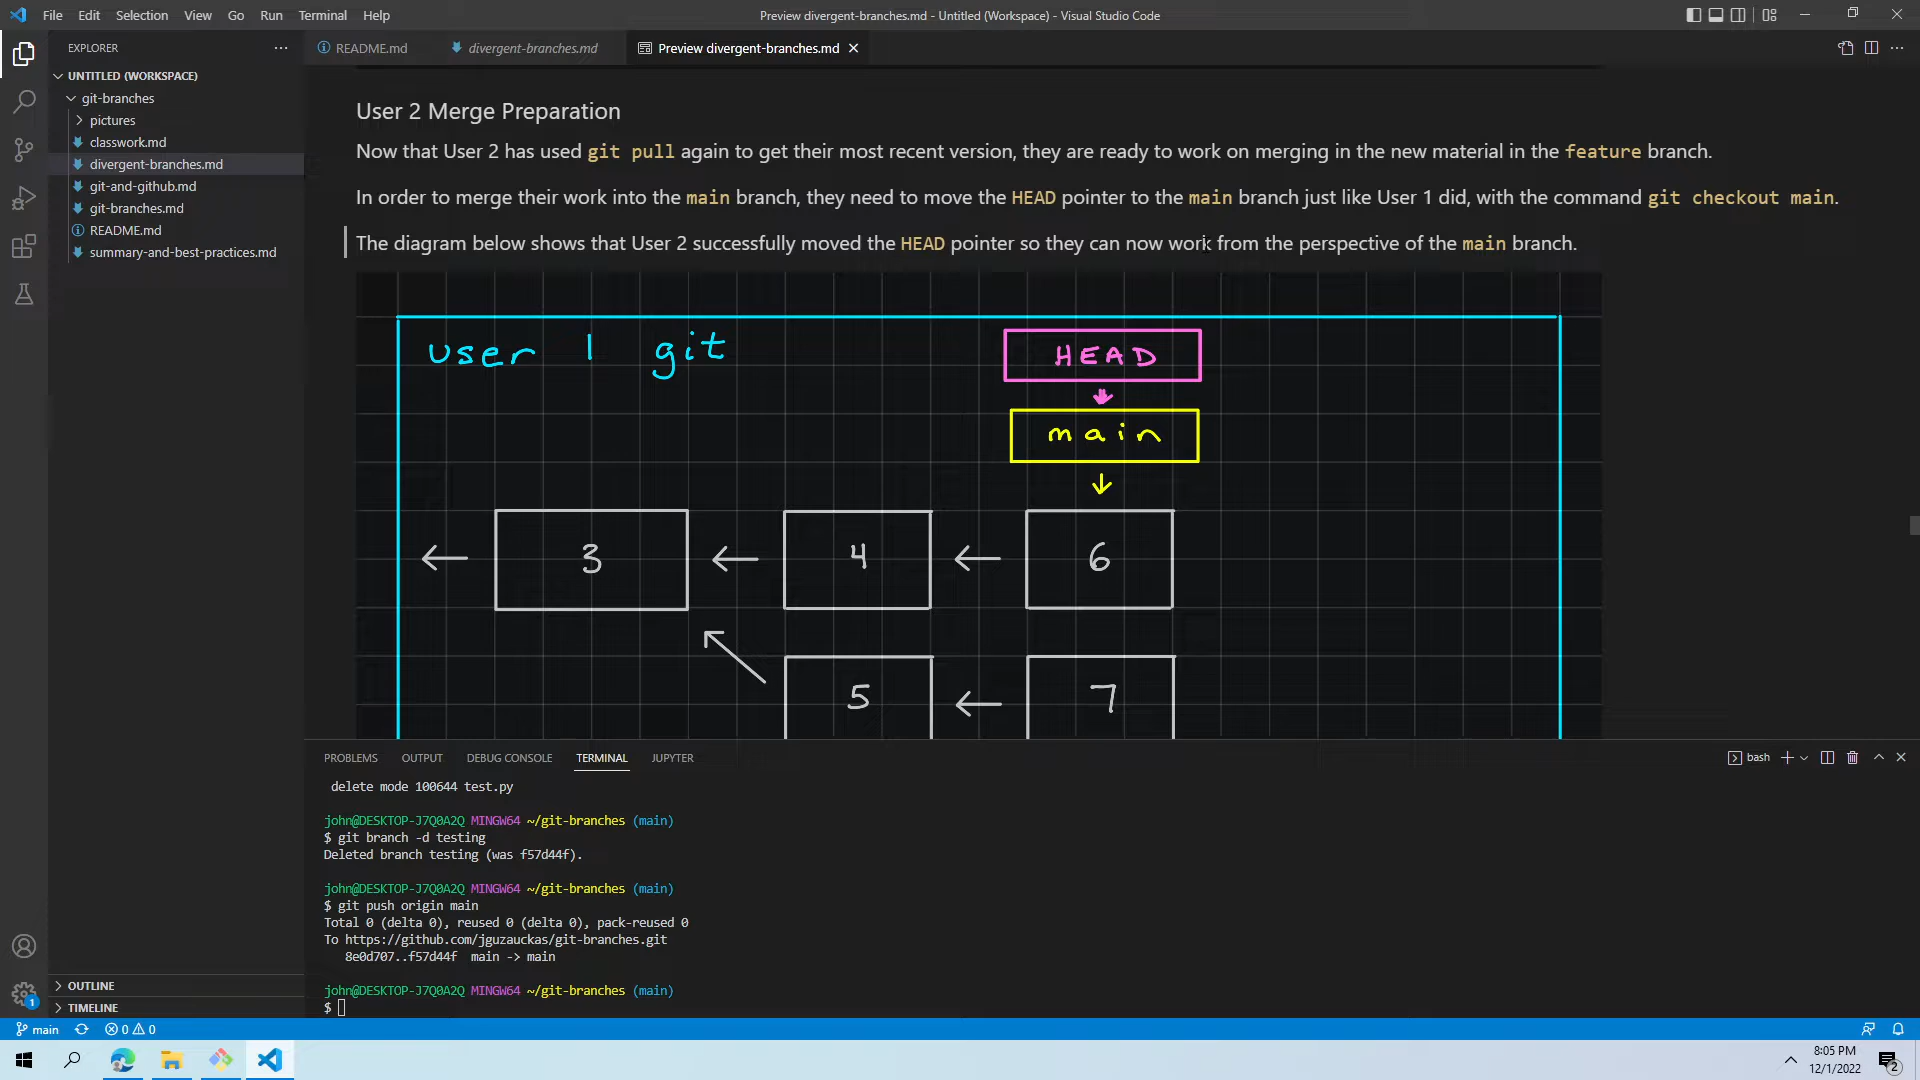 File Edit Selection View Go Run Terminal Help
Preview divergent-branches.md - Untitled (Workspace) - Visual Studio Code
EXPLORER
README.md
divergent-branches.md
Preview divergent-branches.md
UNTITLED (WORKSPACE)
git-branches
pictures
classwork.md
divergent-branches.md
git-and-github.md
git-branches.md
README.md
summary-and-best-practices.md
OUTLINE
TIMELINE
User 2 Merge Preparation
Now that User 2 has used git pull again to get their most recent version, they are ready to work on merging in the new material in the feature branch.
In order to merge their work into the main branch, they need to move the HEAD pointer to the main branch just like User 1 did, with the command git checkout main.
The diagram below shows that User 2 successfully moved the HEAD pointer so they can now work from the perspective of the main branch.
user 1 git
HEAD
main
3
4
6
5
7
PROBLEMS OUTPUT DEBUG CONSOLE TERMINAL JUPYTER
bash
delete mode 100644 test.py
john@DESKTOP-J7Q0A2Q MINGW64 ~/git-branches (main)
$ git branch -d testing
Deleted branch testing (was f57d44f).
john@DESKTOP-J7Q0A2Q MINGW64 ~/git-branches (main)
$ git push origin main
Total 0 (delta 0), reused 0 (delta 0), pack-reused 0
To https://github.com/jguzauckas/git-branches.git
8e0d707..f57d44f main -> main
john@DESKTOP-J7Q0A2Q MINGW64 ~/git-branches (main)
$
1
main
0
0
8:05 PM
12/1/2022
2